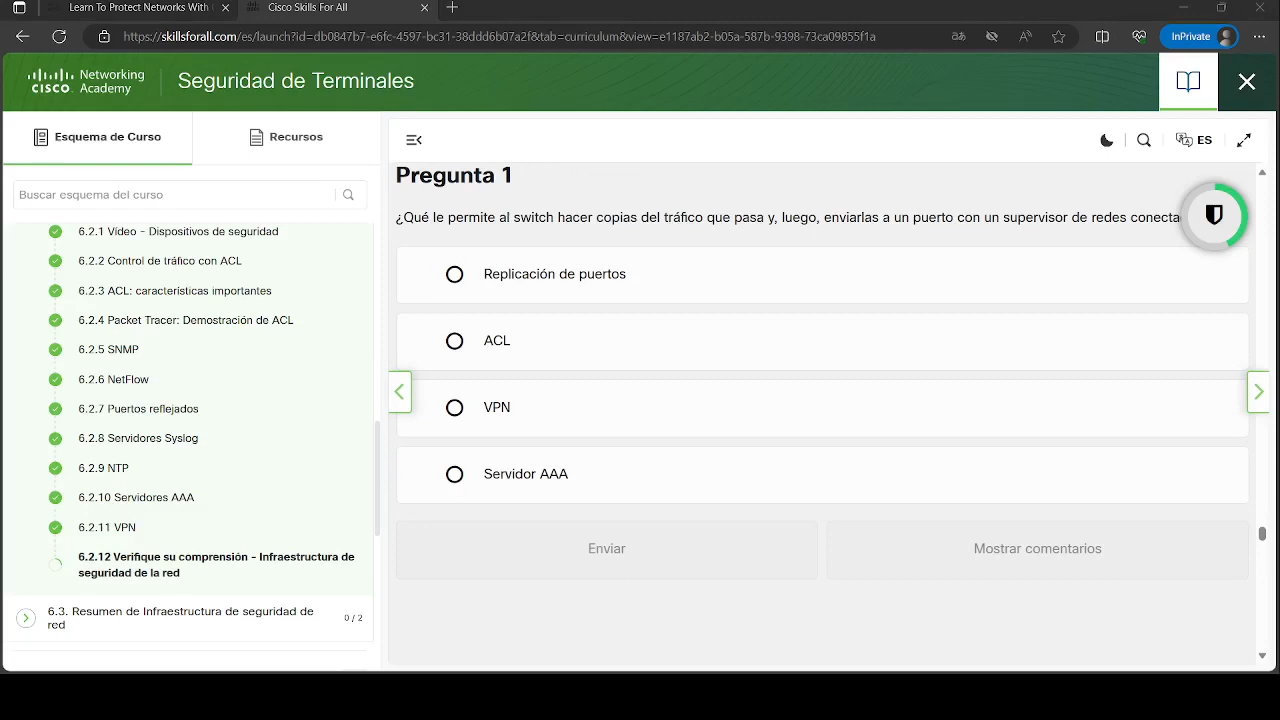 Learn To Protect Networks With
Cisco Skills For All
https://skillsforall.com/es/launch?id=db0847b7-e6fc-4597-bc31-38ddd6b07a2f&tab=curriculum&view=e1187ab2-b05a-587b-9398-73ca09855f1a
InPrivate
Networking
CISCO Academy
Seguridad de Terminales
Esquema de Curso
Recursos
ES
Buscar esquema del curso
6.2.1 Vídeo - Dispositivos de seguridad
6.2.2 Control de tráfico con ACL
6.2.3 ACL: características importantes
6.2.4 Packet Tracer: Demostración de ACL
6.2.5 SNMP
6.2.6 NetFlow
6.2.7 Puertos reflejados
6.2.8 Servidores Syslog
6.2.9 NTP
6.2.10 Servidores AAA
6.2.11 VPN
6.2.12 Verifique su comprensión - Infraestructura de
seguridad de la red
6.3. Resumen de Infraestructura de seguridad de
red
0 / 2
Pregunta 1
¿Qué le permite al switch hacer copias del tráfico que pasa y, luego, enviarlas a un puerto con un supervisor de redes conecta
Replicación de puertos
ACL
VPN
Servidor AAA
Enviar
Mostrar comentarios